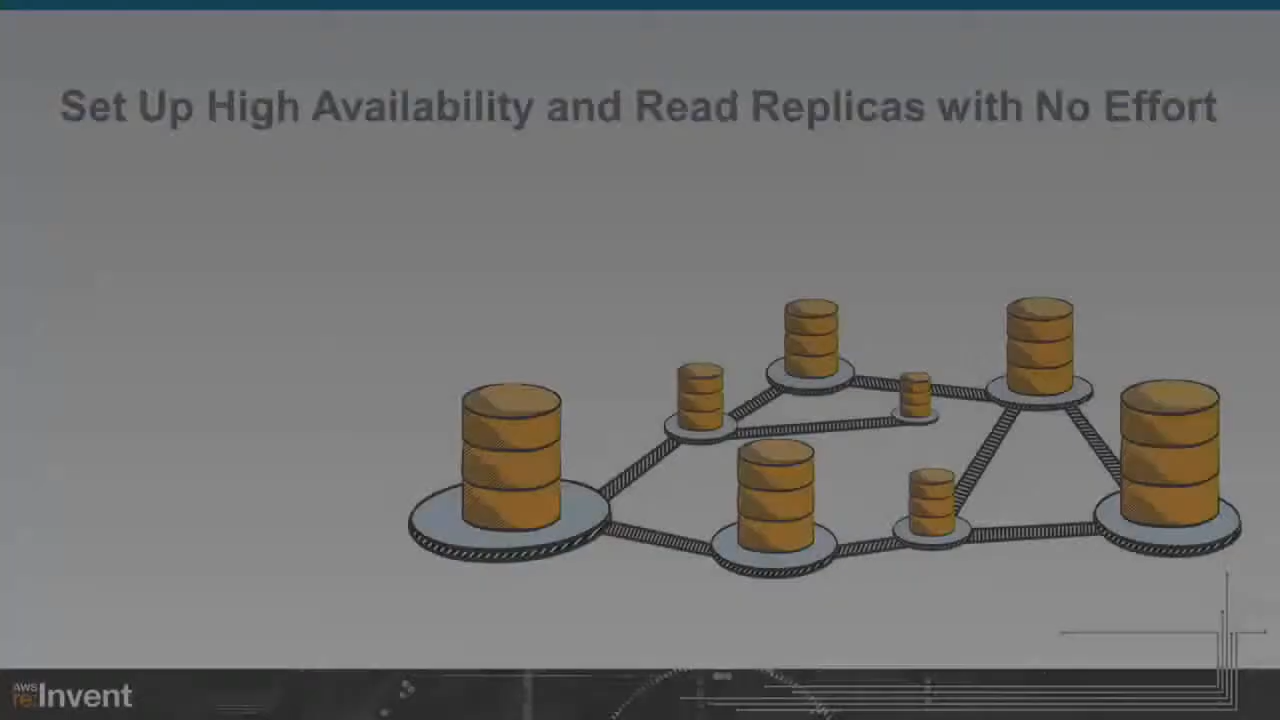 Set Up High Availability and Read Replicas with No Effort
AWS
re:Invent